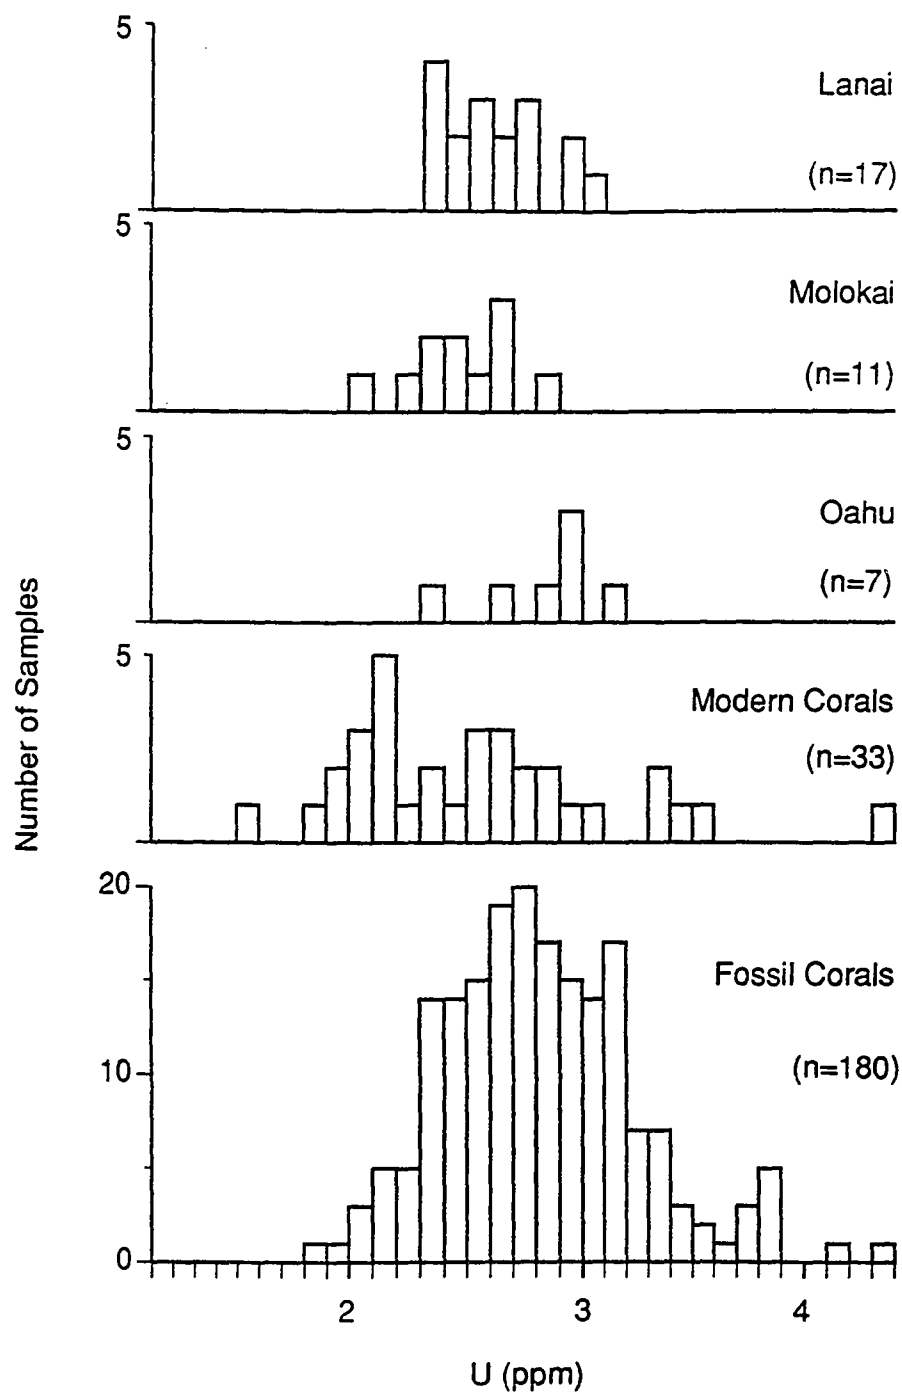 5
Lanai
(n=17)
5
Molokai
(n=11)
5
Oahu
(n=7)
Number of Samples
5
Modern Corals
(n=33)
20
Fossil Corals
10
(n=180)
0
2 3 4
U (ppm)